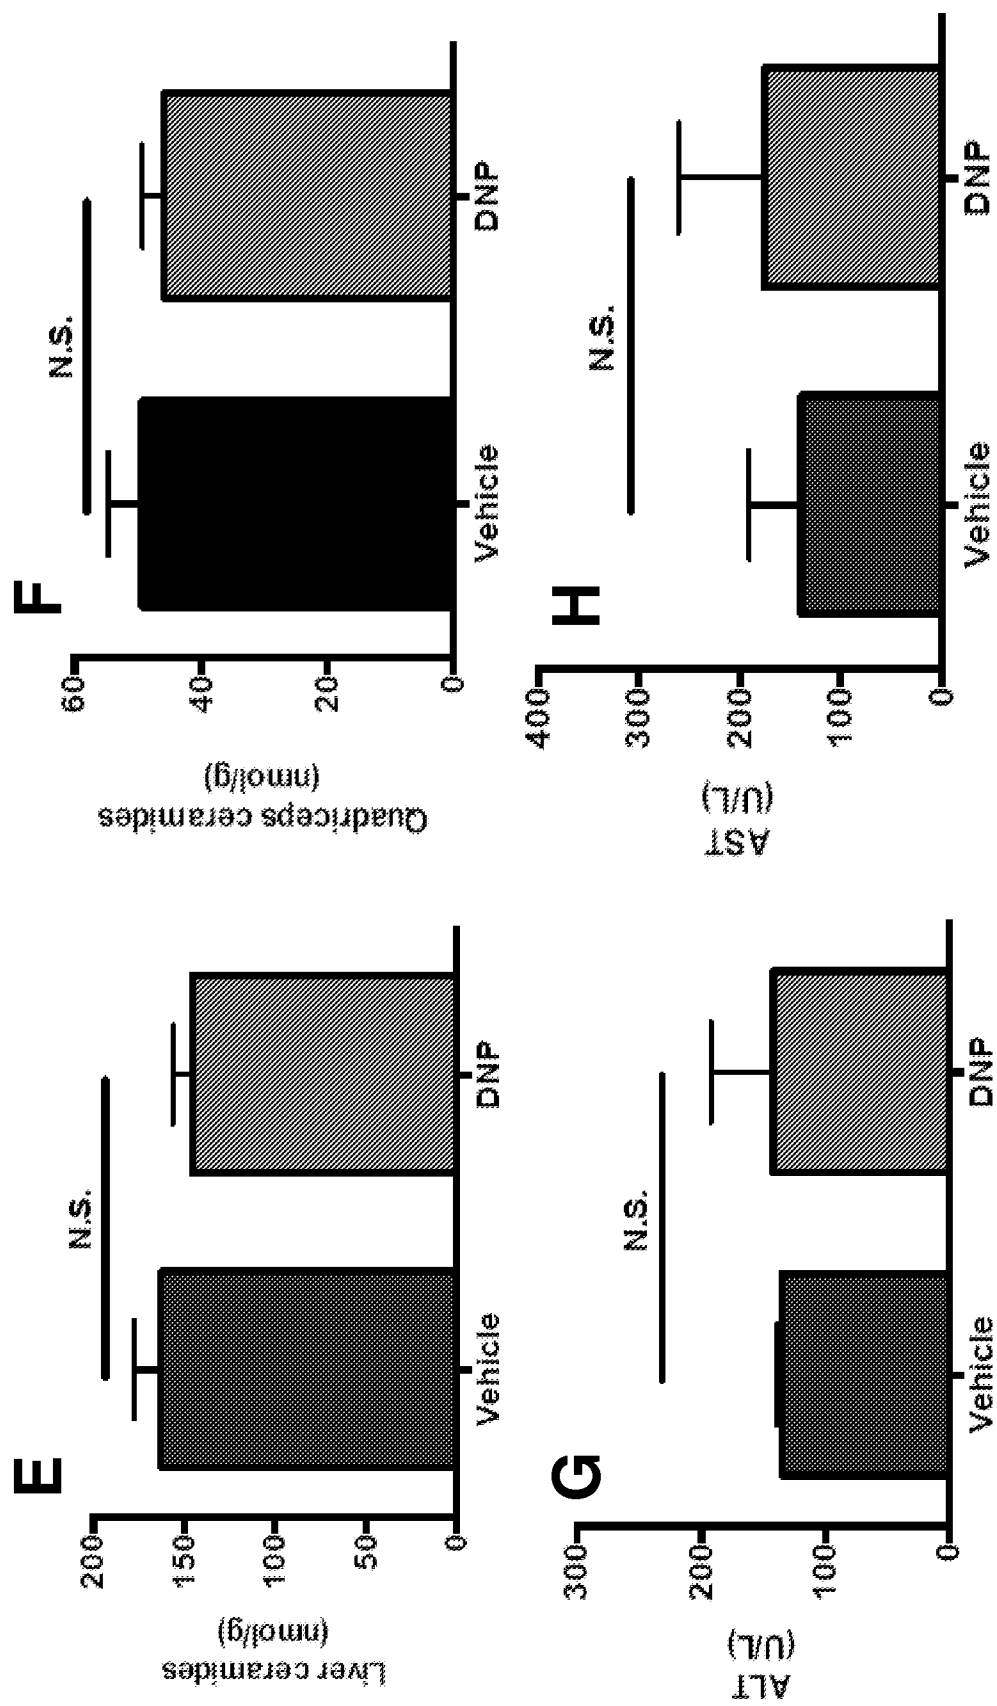 E
Liver ceramides
(nmol/g)
200
150
100
50
0
N.S.
Vehicle
DNP
F
Quadriceps ceramides
(nmol/g)
60
40
20
0
N.S.
Vehicle
DNP
G
ALT
(U/L)
300
200
100
0
N.S.
Vehicle
DNP
H
AST
(U/L)
400
300
200
100
0
N.S.
Vehicle
DNP